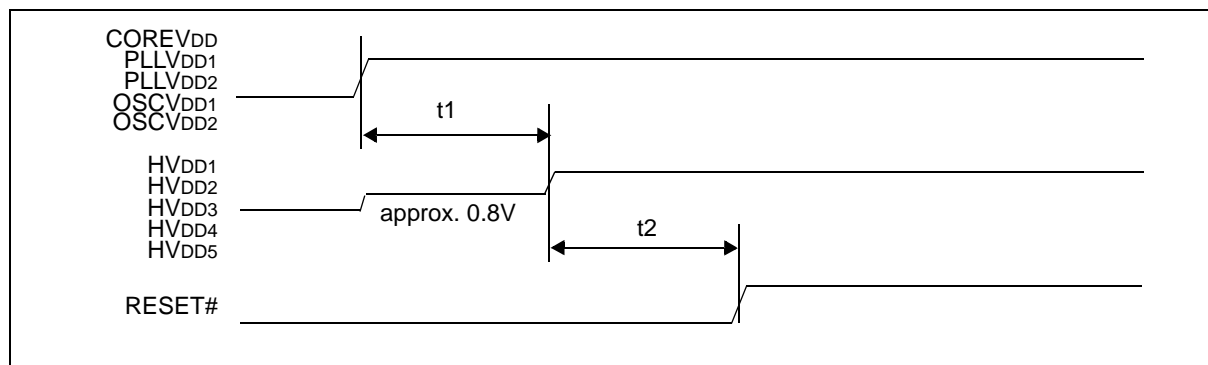 COREVDD
PLLVDD1
PLLVDD2
OSCVDD1
OSCVDD2
t1
HVDD1
HVDD2
HVDD3
HVDD4
HVDD5
approx. 0.8V
t2
RESET#